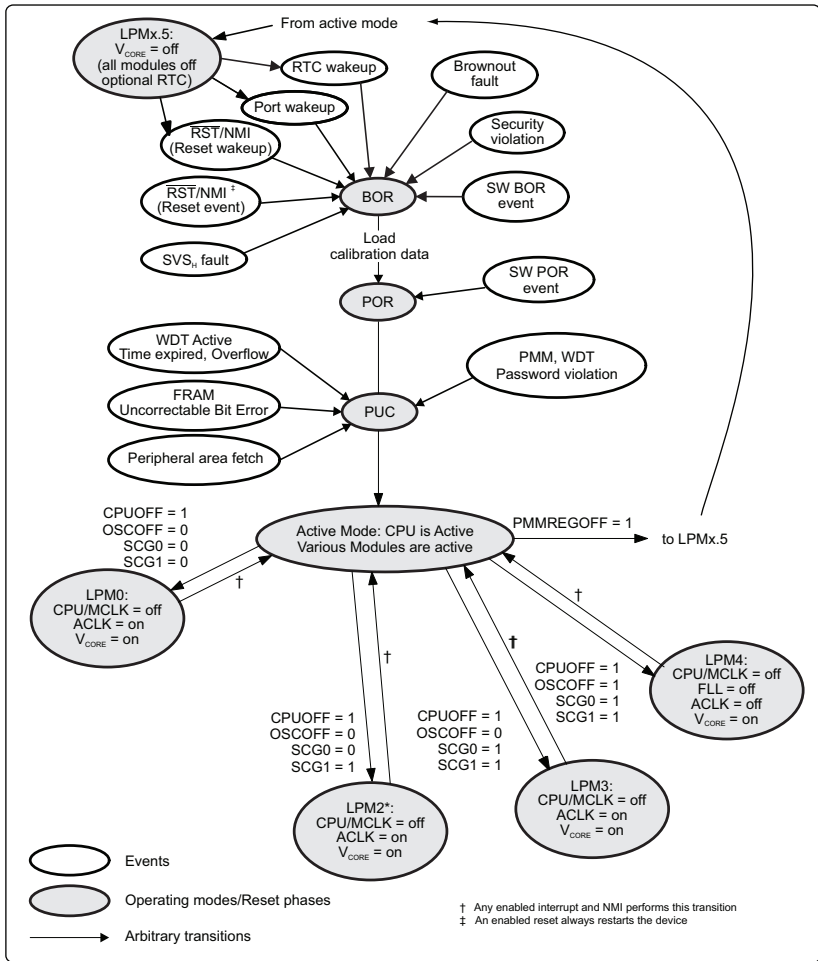 From active mode
LPMx.5:
VCORE = off
(all modules off
optional RTC)
RTC wakeup
Brownout
fault
Port wakeup
Security
violation
RST/NMI
(Reset wakeup)
BOR
SW BOR
event
RST/NMI ‡
(Reset event)
Load
calibration data
SVSH fault
SW POR
event
POR
WDT Active
Time expired, Overflow
PMM, WDT
Password violation
FRAM
Uncorrectable Bit Error
PUC
Peripheral area fetch
CPUOFF = 1
OSCOFF = 0
SCG0 = 0
SCG1 = 0
Active Mode: CPU is Active
Various Modules are active
PMMREGOFF = 1
to LPMx.5
†
LPM0:
CPU/MCLK = off
ACLK = on
VCORE = on
†
†
†
CPUOFF = 1
OSCOFF = 0
SCG0 = 0
SCG1 = 1
CPUOFF = 1
OSCOFF = 0
SCG0 = 1
SCG1 = 1
CPUOFF = 1
OSCOFF = 1
SCG0 = 1
SCG1 = 1
LPM4:
CPU/MCLK = off
FLL = off
ACLK = off
VCORE = on
LPM2*:
CPU/MCLK = off
ACLK = on
VCORE = on
LPM3:
CPU/MCLK = off
ACLK = on
VCORE = on
Events
Operating modes/Reset phases
Arbitrary transitions
† Any enabled interrupt and NMI performs this transition
‡ An enabled reset always restarts the device